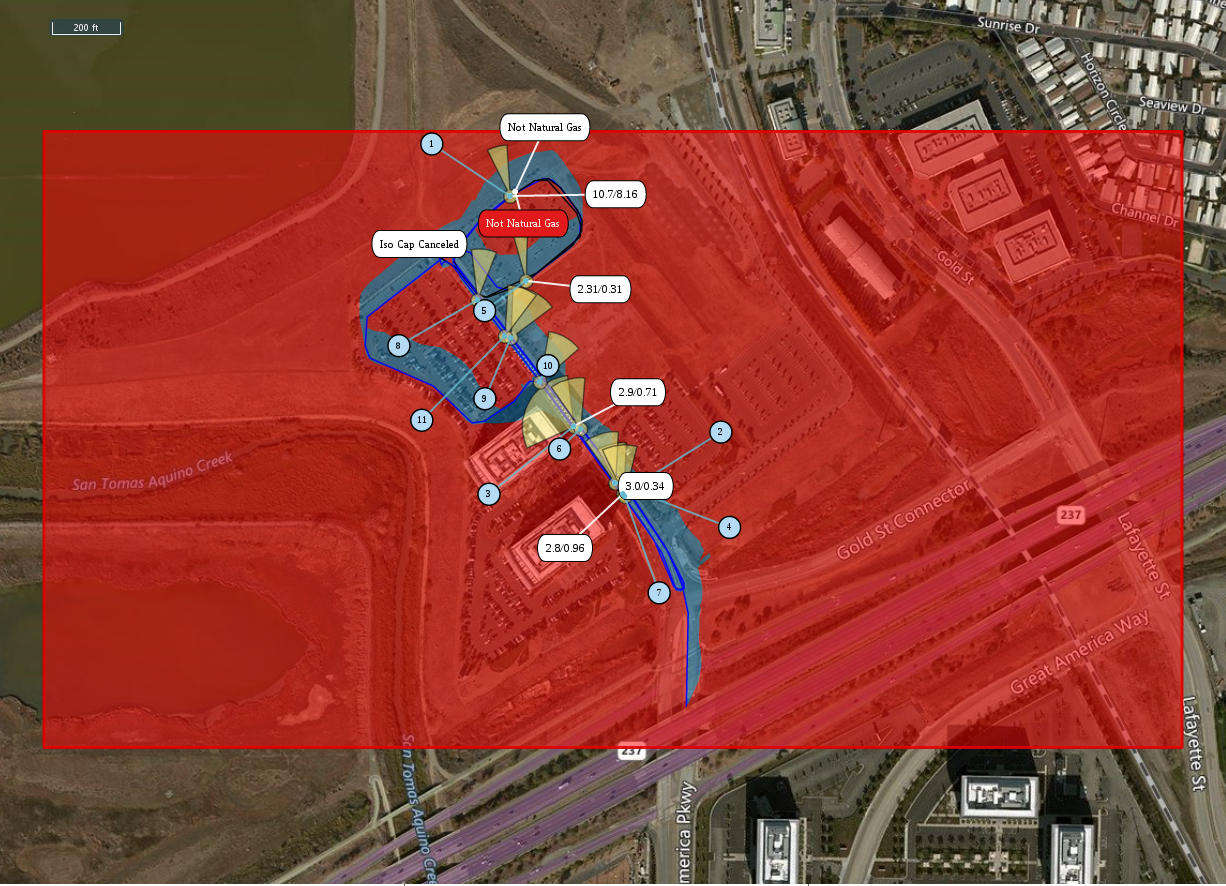 200 ft
Sunrise Dr
Horizon Circle
Seaview Dr
Not Natural Gas
1
10.7/8.16
Channel Dr
Not Natural Gas
Iso Cap Canceled
Gold St
2.31/0.31
5
8
10
2.9/0.71
9
11
2
6
San Tomas Aquino Creek
3
3.0/0.34
Gold St Connector
237
4
Lafayette St
2.8/0.96
7
Great America Way
Lafayette St
237
San Tomas Aquino Cree
merica Pkwy